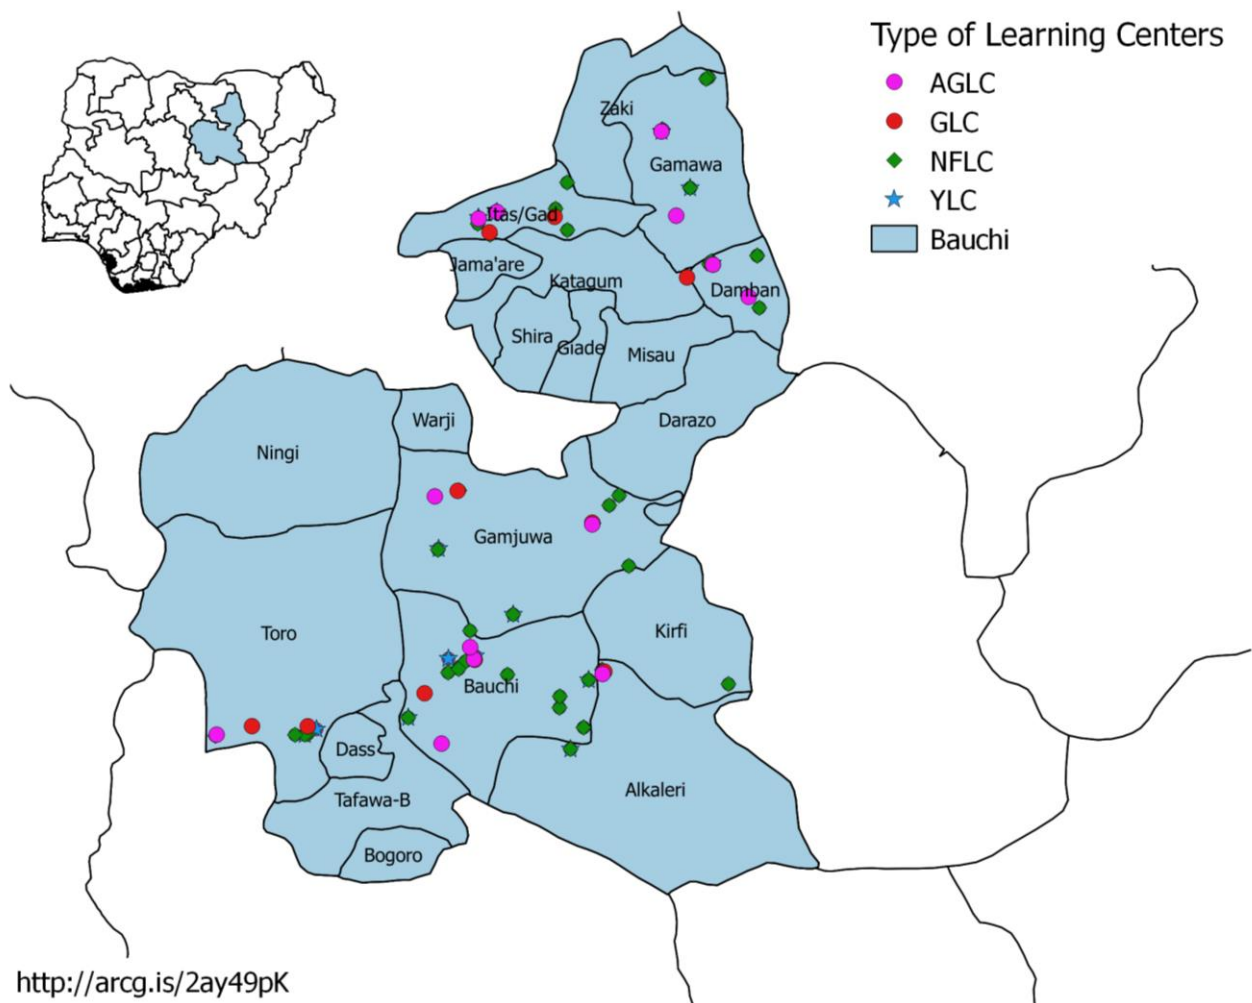 Type of Learning Centers
AGLC
GLC
NFLC
YLC
Bauchi
Zaki
Gamawa
Itas/Gad
Jama'are
Katagum
Damban
Shira
Giade
Misau
Warji
Darazo
Ningi
Gamjuwa
Toro
Kirfi
Bauchi
Dass
Alkaleri
Tafawa-B
Bogoro
http://arcg.is/2ay49pK